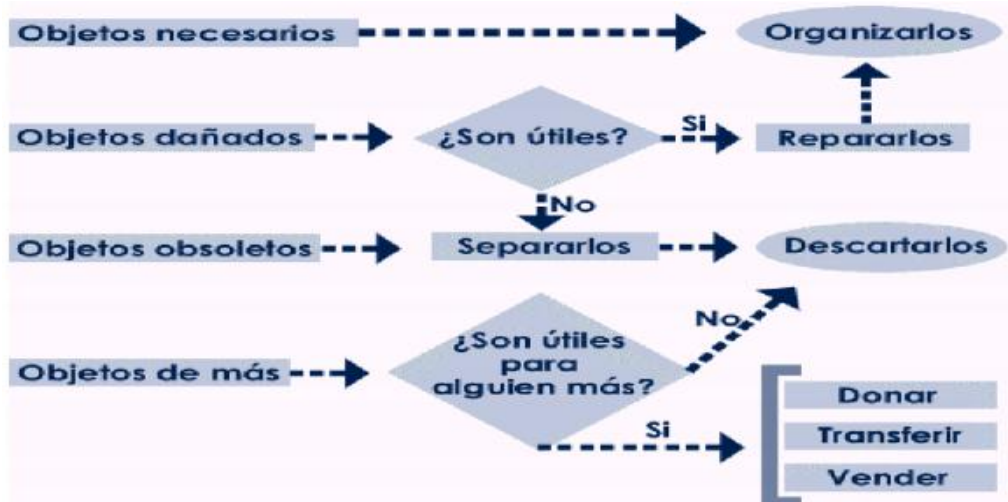 Objetos necesarios
Organizarlos
Objetos dañados
¿Son útiles?
Si
Repararlos
No
Objetos obsoletos
Separarlos
Descartarlos
Objetos de más
¿Son útiles
para
alguien más?
No
Si
Donar
Transferir
Vender